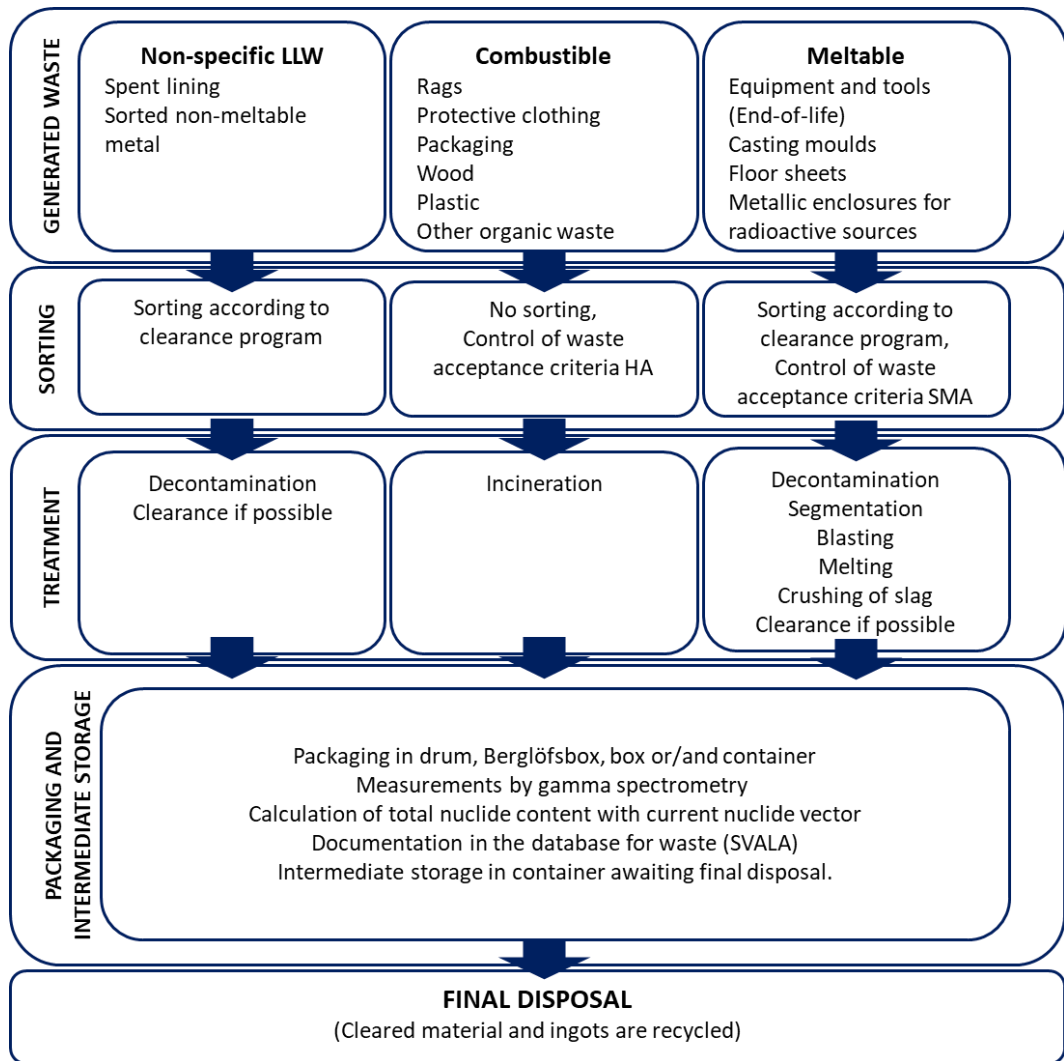 GENERATED WASTE
Non-specific LLW
Spent lining
Sorted non-meltable
metal
Combustible
Rags
Protective clothing
Packaging
Wood
Plastic
Other organic waste
Meltable
Equipment and tools
(End-of-life)
Casting moulds
Floor sheets
Metallic enclosures for
radioactive sources
SORTING
Sorting according to
clearance program
No sorting,
Control of waste
acceptance criteria HA
Sorting according to
clearance program,
Control of waste
acceptance criteria SMA
TREATMENT
Decontamination
Clearance if possible
Incineration
Decontamination
Segmentation
Blasting
Melting
Crushing of slag
Clearance if possible
PACKAGING AND
INTERMEDIATE STORAGE
Packaging in drum, Berglöfsbox, box or/and container
Measurements by gamma spectrometry
Calculation of total nuclide content with current nuclide vector
Documentation in the database for waste (SVALA)
Intermediate storage in container awaiting final disposal.
FINAL DISPOSAL
(Cleared material and ingots are recycled)